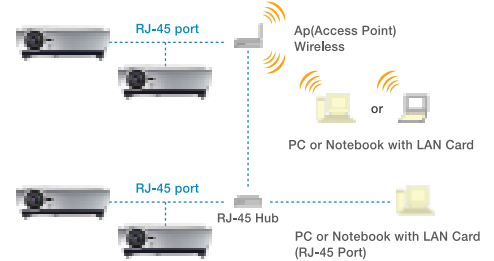 RJ-45 port
Ap(Access Point)
Wireless
or
PC or Notebook with LAN Card
RJ-45 port
RJ-45 Hub
PC or Notebook with LAN Card
(RJ-45 Port)